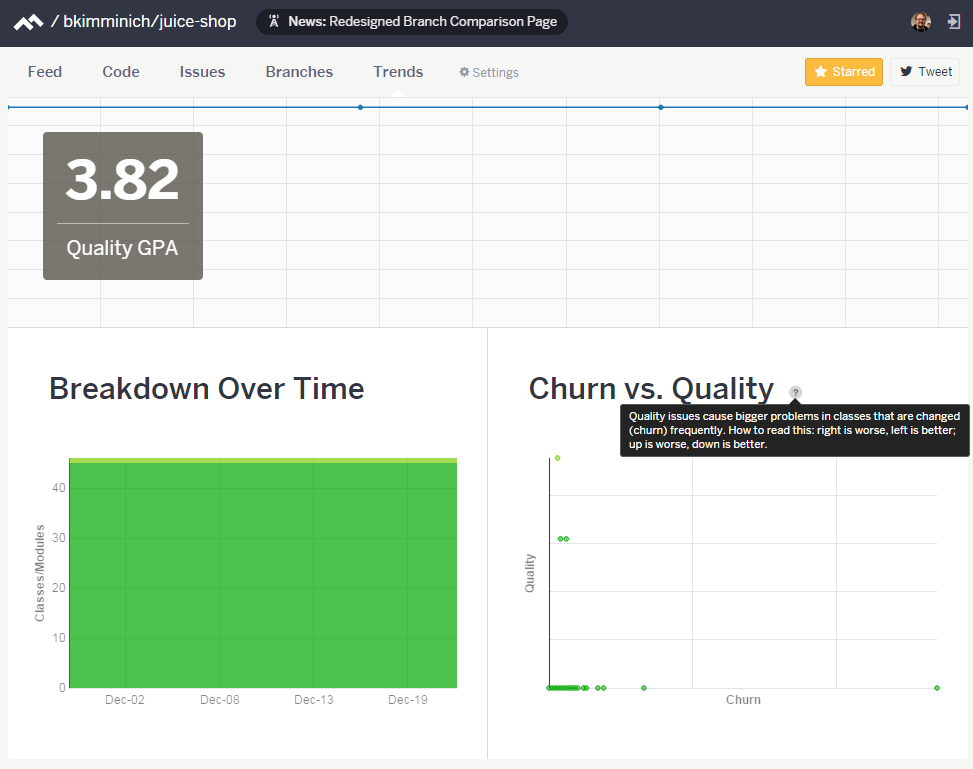 / bkimminich/juice-shop
News: Redesigned Branch Comparison Page
Feed
Code
Issues
Branches
Trends
Settings
Starred
Tweet
3.82
Quality GPA
Breakdown Over Time
Classes/Modules
40
30
20
10
0
Dec-02
Dec-08
Dec-13
Dec-19
Churn vs. Quality
?
Quality issues cause bigger problems in classes that are changed
(churn) frequently. How to read this: right is worse, left is better;
up is worse, down is better.
Quality
Churn